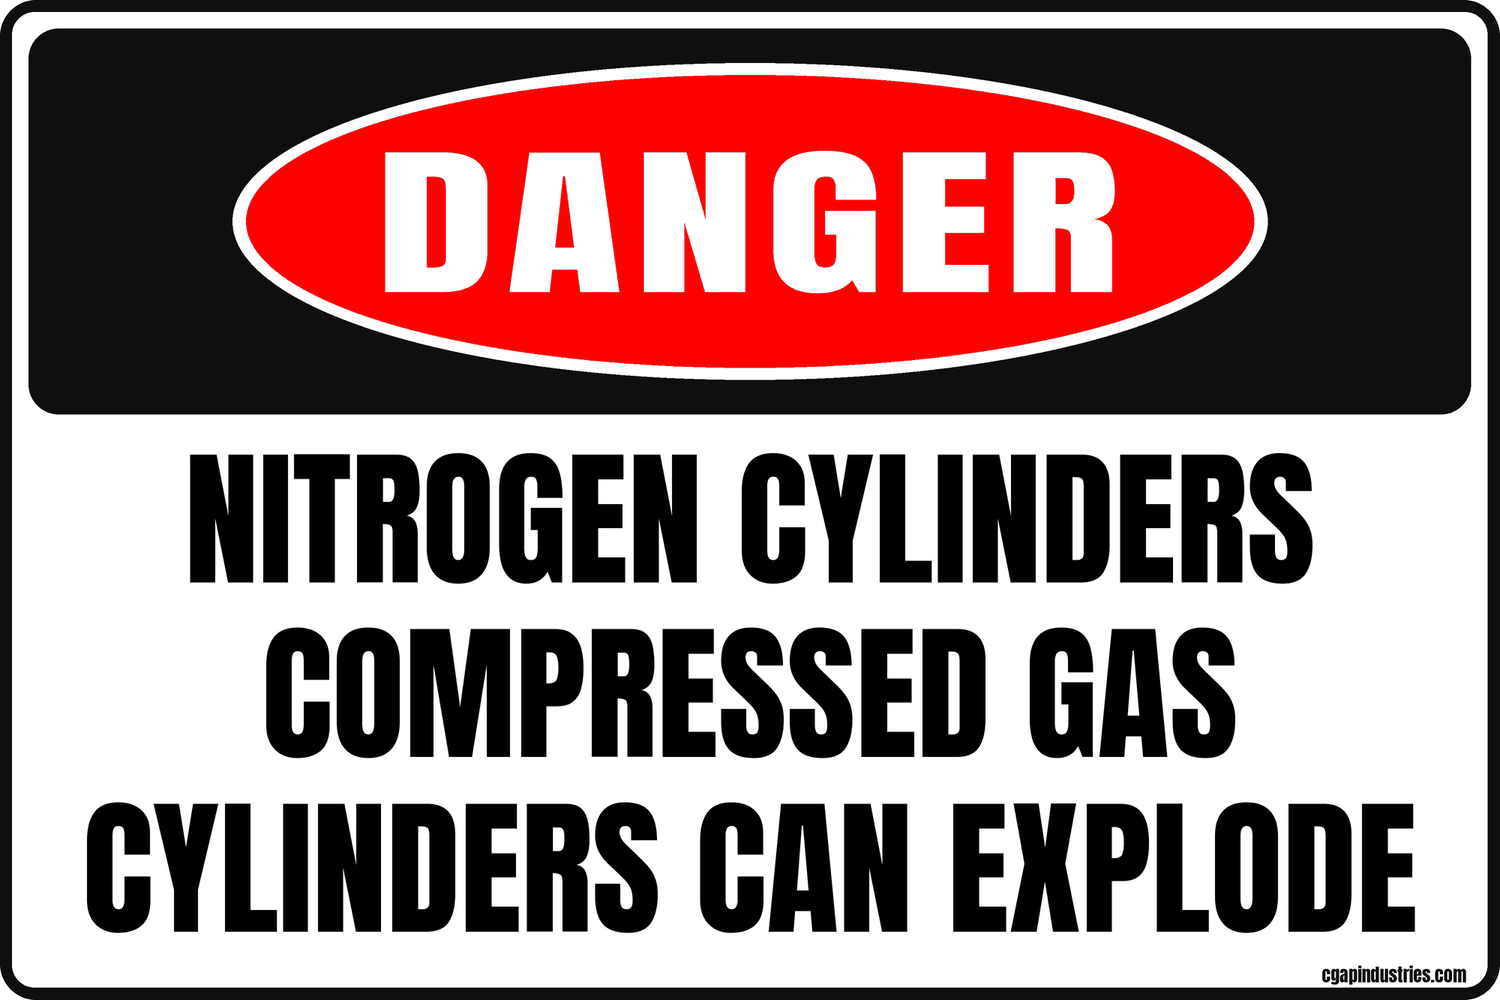 DANGER
NITROGEN CYLINDERS
COMPRESSED GAS
CYLINDERS CAN EXPLODE
cgapindustries.com